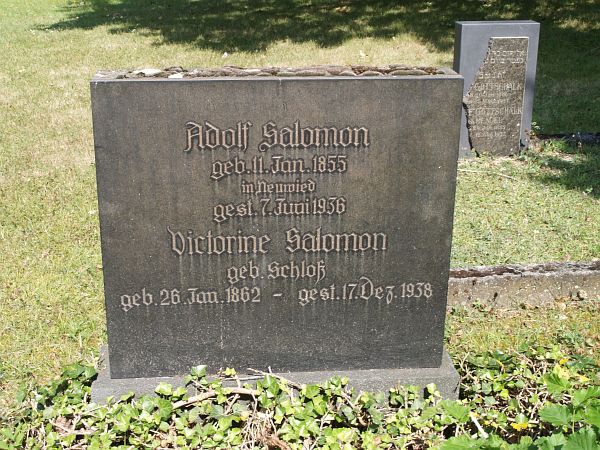 Adolf Salomon
geb. 11. Jan. 1855
in Neuwied
gest. 7. Juni 1936
Victorine Salomon
geb. Schloß
geb. 26. Jan. 1862 - gest. 17. Dez. 1938
GOTTSCHALK